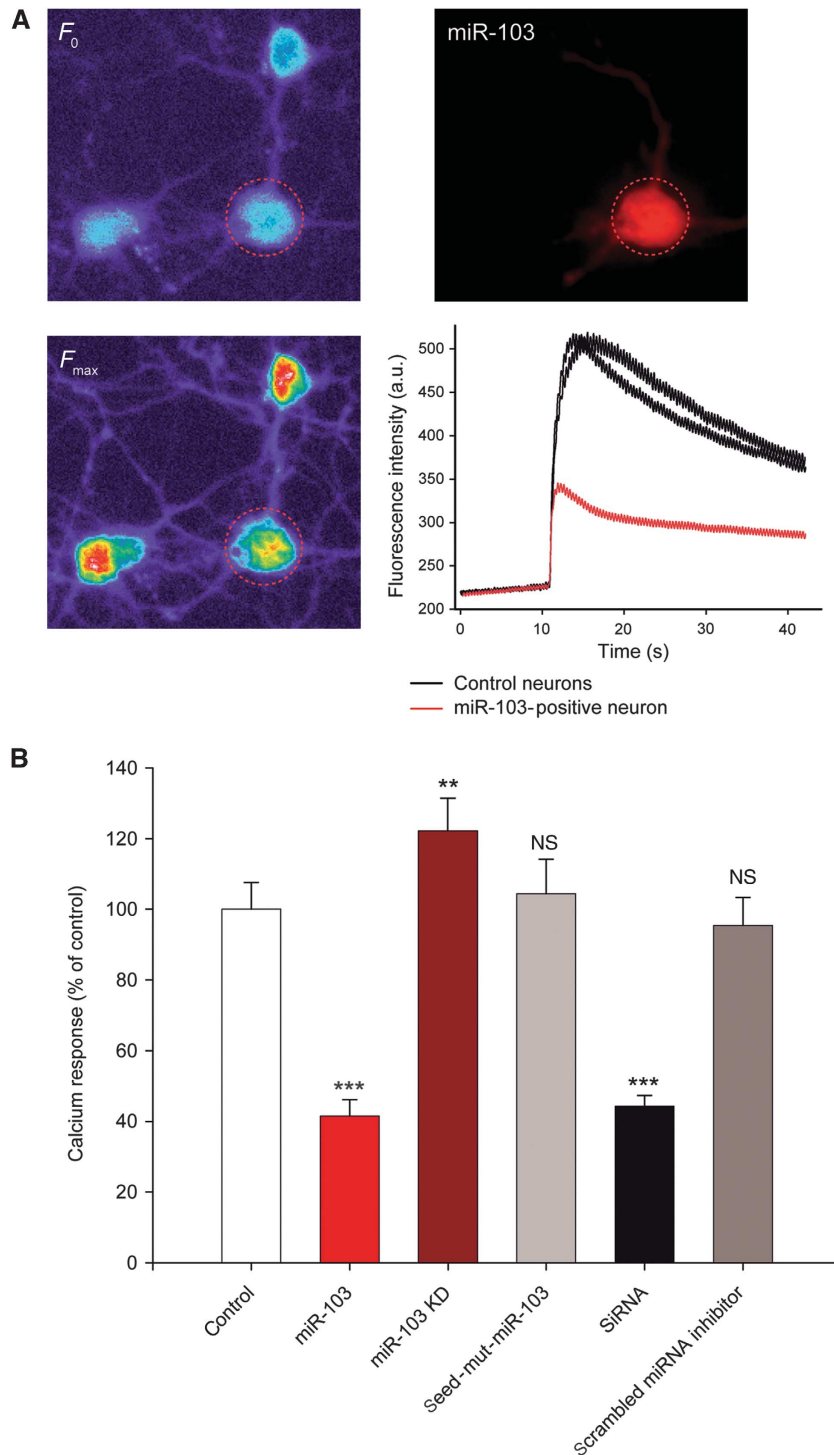 A
F0
miR-103
Fmax
Fluorescence intensity (a.u.)
500
450
400
350
300
250
200
0 10 20 30 40
Time (s)
Control neurons
miR-103-positive neuron
B
Calcium response (% of control)
140
120
100
80
60
40
20
0
***
**
NS
***
NS
Control
miR-103
miR-103 KD
Seed-mut-miR-103
SiRNA
Scrambled miRNA inhibitor